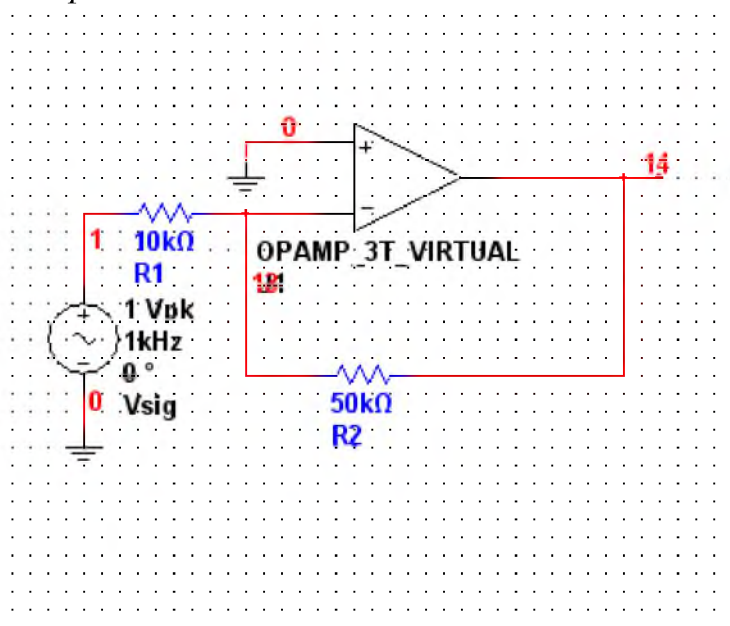 0
+
14
−
1
10kΩ
R1
OPAMP_3T_VIRTUAL
+
1 Vpk
~
1kHz
−
0 °
0
Vsig
50kΩ
R2